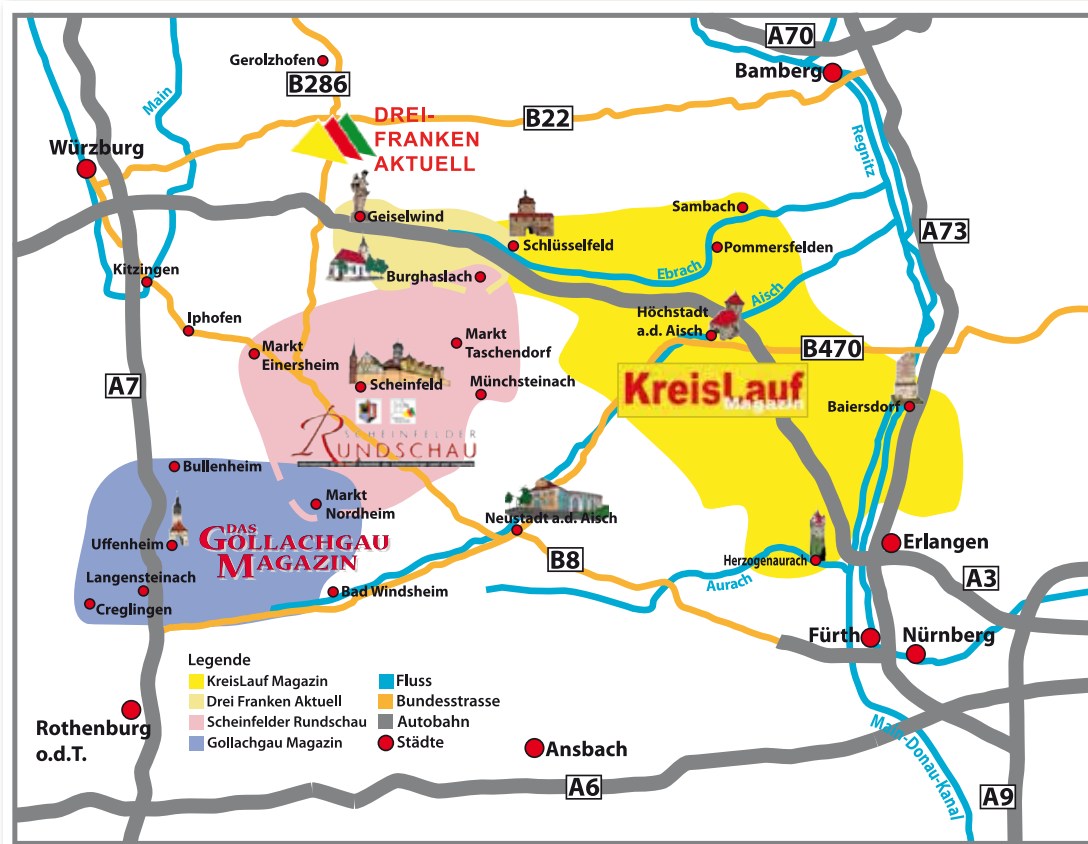 A70
Gerolzhofen
Bamberg
B286
Main
DREI-
FRANKEN
AKTUELL
B22
Regnitz
Würzburg
Geiselwind
Sambach
Schlüsselfeld
Pommersfelden
A73
Kitzingen
Burghaslach
Ebrach
Aisch
Iphofen
Höchstadt
a.d. Aisch
Markt
Einersheim
Markt
Taschendorf
B470
A7
Scheinfeld
Münchsteinach
KreisLauf
Magazin
Baiersdorf
SCHEINFELDER
RUNDSCHAU
Bullenheim
Markt
Nordheim
Neustadt a.d. Aisch
DAS
GOLLACHGAU
MAGAZIN
Uffenheim
Erlangen
B8
Herzogenaurach
Langensteinach
Aurach
A3
Creglingen
Bad Windsheim
Fürth
Nürnberg
Legende
KreisLauf Magazin
Drei Franken Aktuell
Scheinfelder Rundschau
Gollachgau Magazin
Fluss
Bundesstrasse
Autobahn
Städte
Rothenburg
o.d.T.
Ansbach
Main-Donau-Kanal
A6
A9